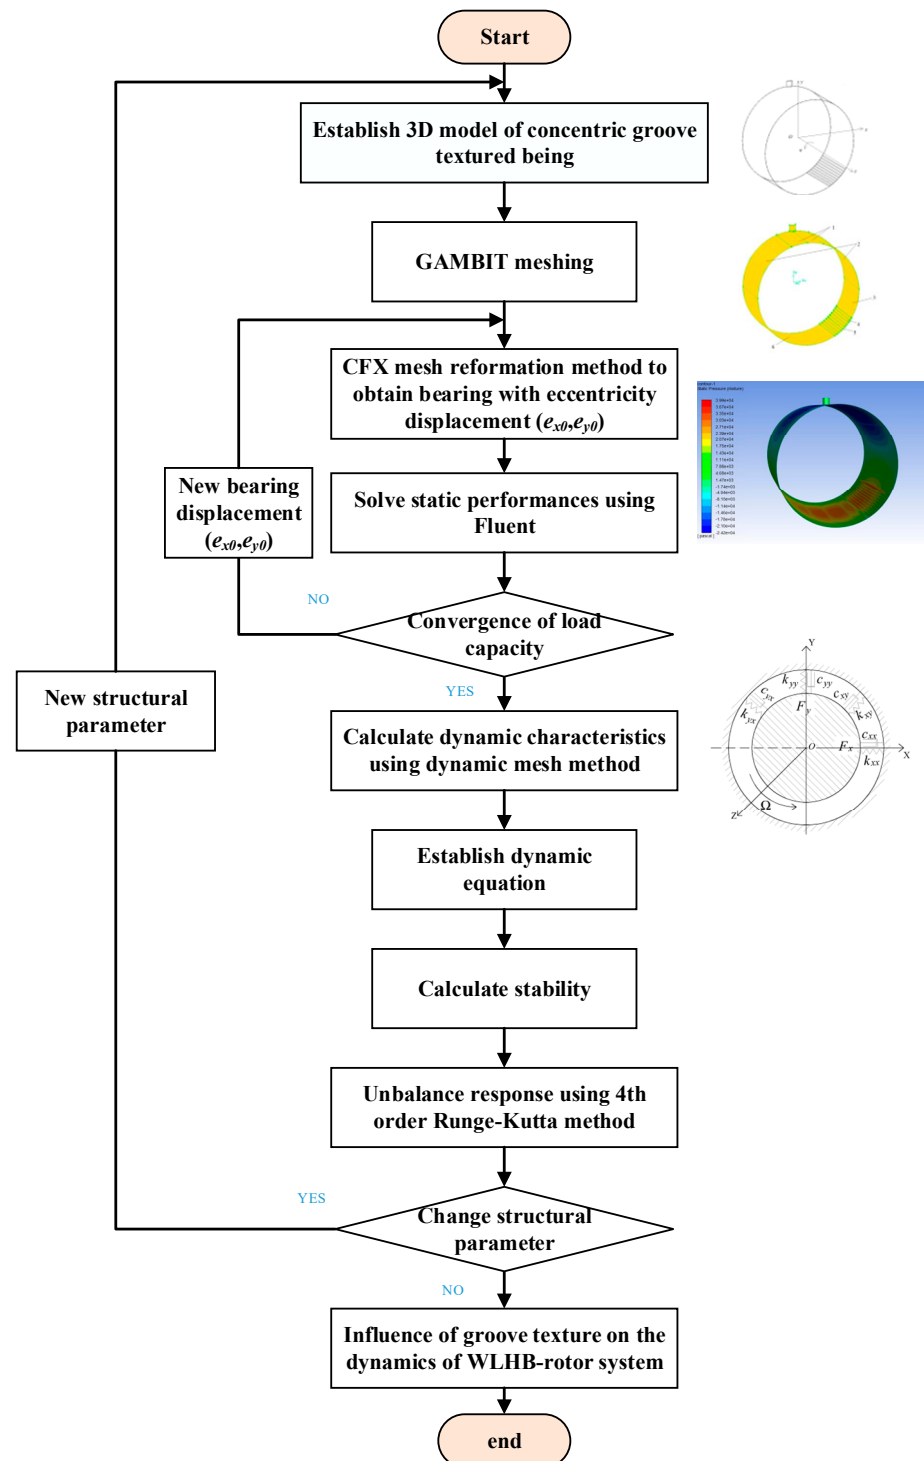 Start
Establish 3D model of concentric groove
textured being
GAMBIT meshing
CFX mesh reformation method to
obtain bearing with eccentricity
displacement (ex0,ey0)
New bearing
displacement
(ex0,ey0)
Solve static performances using
Fluent
NO
Convergence of load
capacity
YES
New structural
parameter
Calculate dynamic characteristics
using dynamic mesh method
Establish dynamic
equation
Calculate stability
Unbalance response using 4th
order Runge-Kutta method
YES
Change structural
parameter
NO
Influence of groove texture on the
dynamics of WLHB-rotor system
end
Y
kyy cyy
cyx cxy
kyx Fy kxy
cxx
O Fx X
kxx
Ω
Z